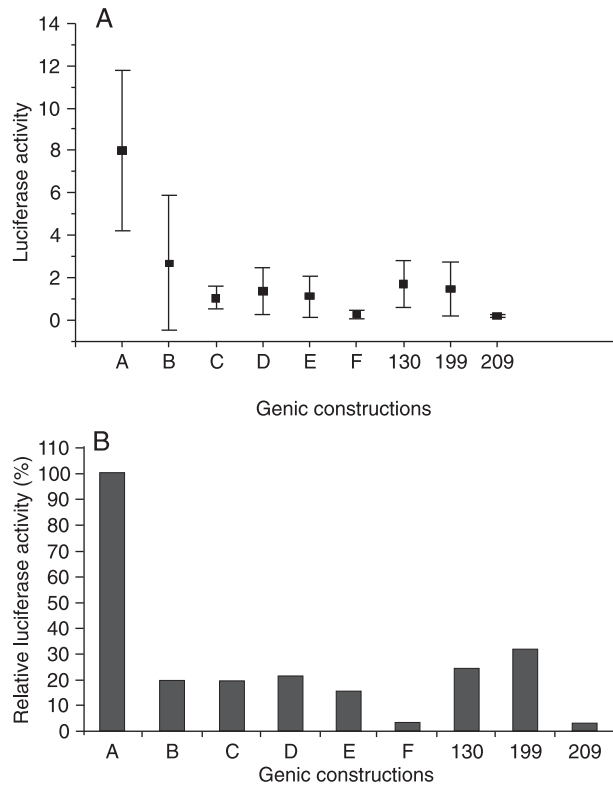 A
Luciferase activity
14
12
10
8
6
4
2
0
A B C D E F 130 199 209
Genic constructions
B
Relative luciferase activity (%)
110
100
90
80
70
60
50
40
30
20
10
0
A B C D E F 130 199 209
Genic constructions